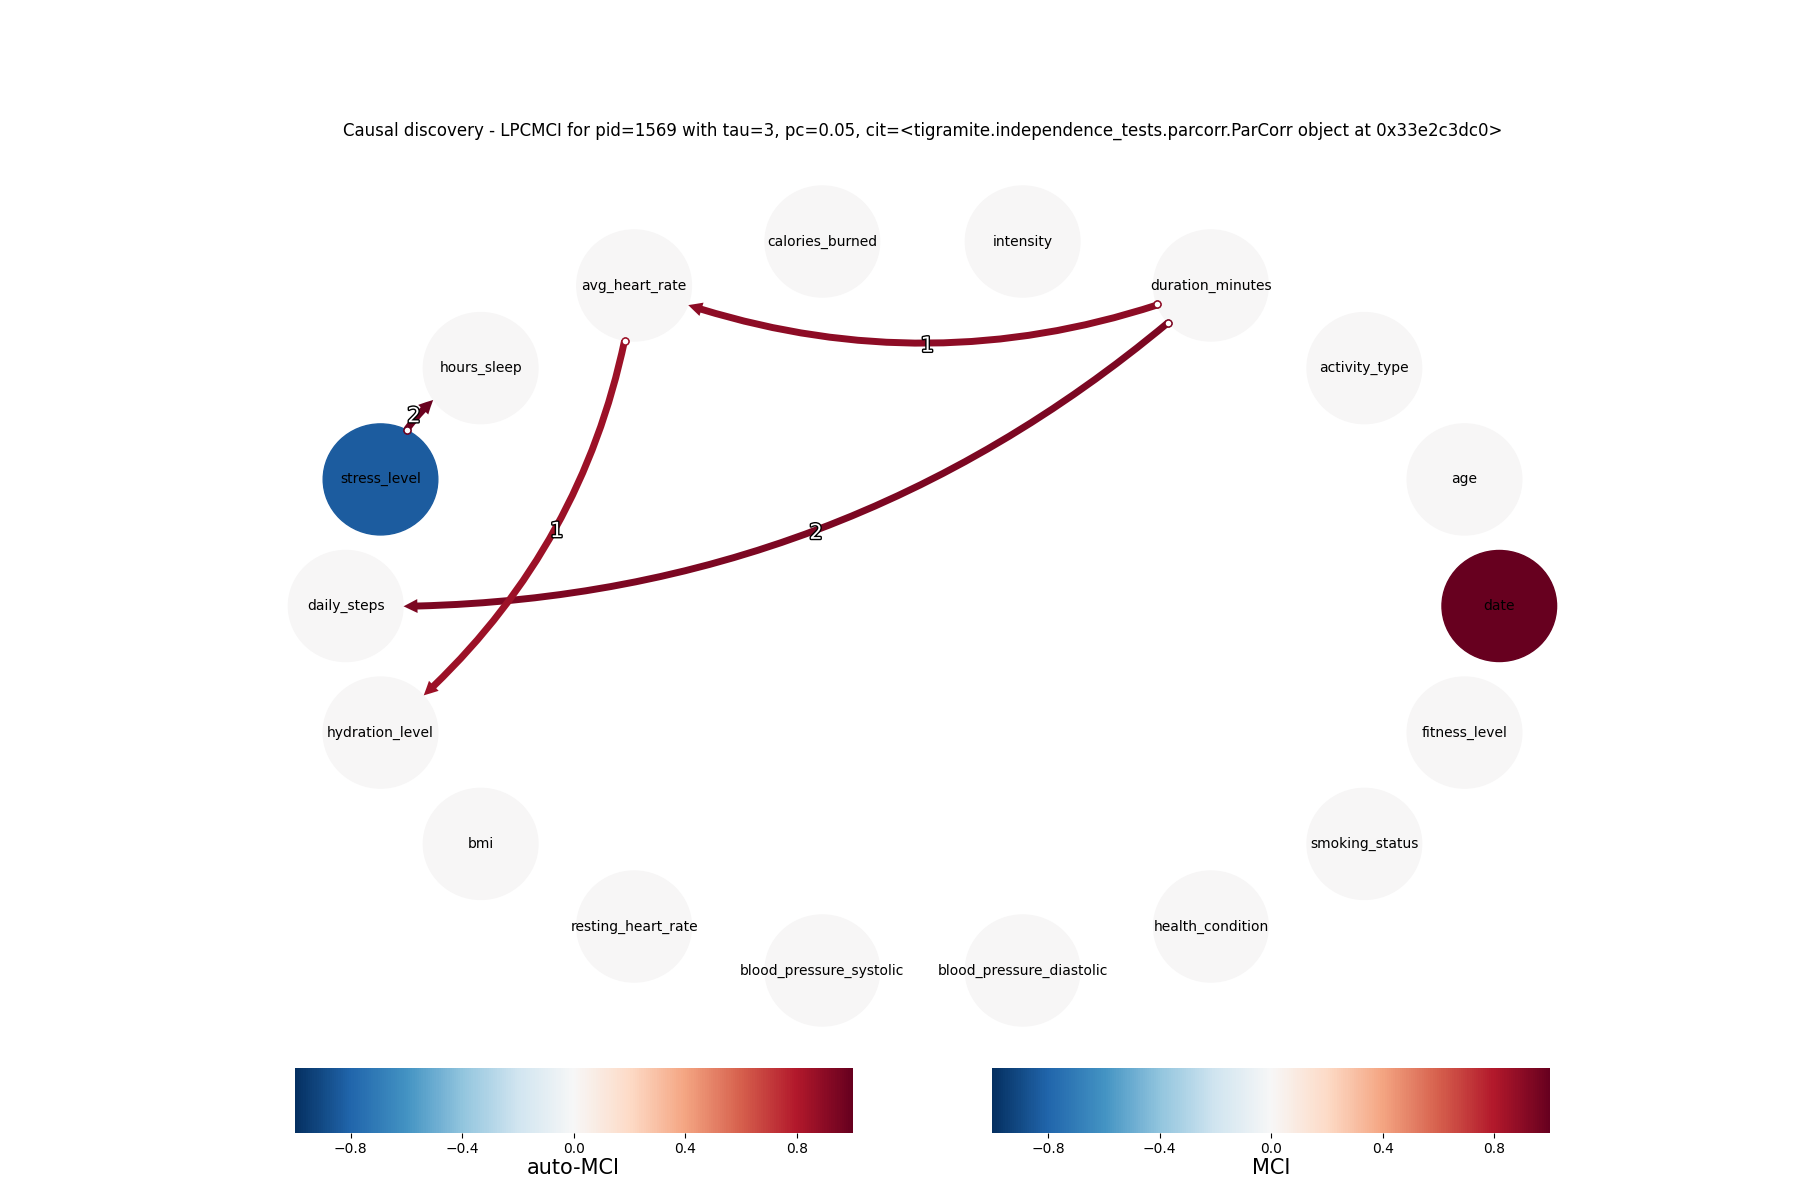 Causal discovery - LPCMCI for pid=1569 with tau=3, pc=0.05, cit=<tigramite.independence_tests.parcorr.ParCorr object at 0x33e2c3dc0>
calories_burned
intensity
avg_heart_rate
duration_minutes
1
hours_sleep
activity_type
2
stress_level
age
1
2
daily_steps
date
hydration_level
fitness_level
bmi
smoking_status
resting_heart_rate
health_condition
blood_pressure_systolic
blood_pressure_diastolic
−0.8 −0.4 0.0 0.4 0.8
auto-MCI
−0.8 −0.4 0.0 0.4 0.8
MCI